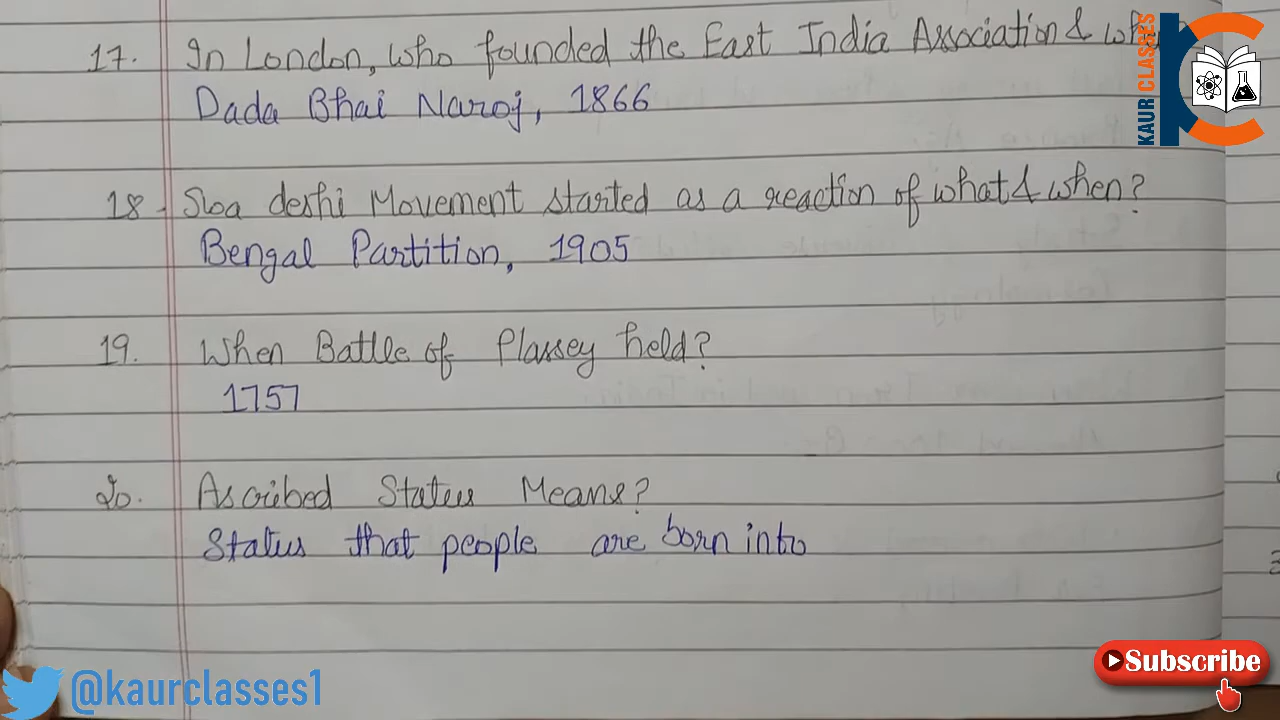 17. In London, who founded the East India Association & when?
Dada Bhai Naroj, 1866
18 Swa deshi Movement started as a reaction of what & when?
Bengal Partition, 1905
19. When Battle of Plassey held?
1757
20. Ascribed Status Means?
Status that people are born into
KAUR CLASSES
@kaurclasses1
Subscribe